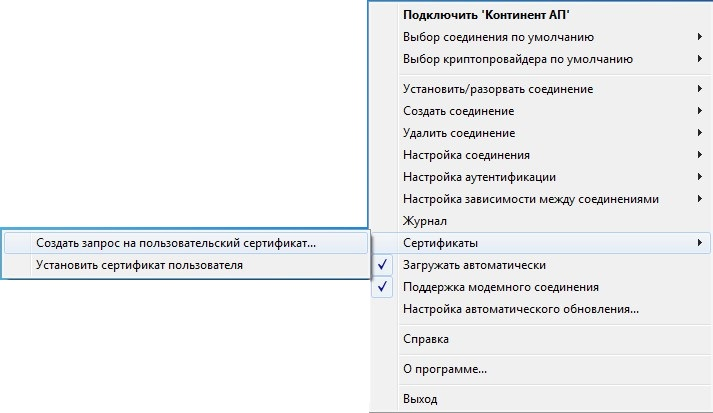 Подключить 'Континент АП'
Выбор соединения по умолчанию
Выбор криптопровайдера по умолчанию
Установить/разорвать соединение
Создать соединение
Удалить соединение
Настройка соединения
Настройка аутентификации
Настройка зависимости между соединениями
Журнал
Сертификаты
Создать запрос на пользовательский сертификат...
Установить сертификат пользователя
Загружать автоматически
Поддержка модемного соединения
Настройка автоматического обновления...
Справка
О программе...
Выход